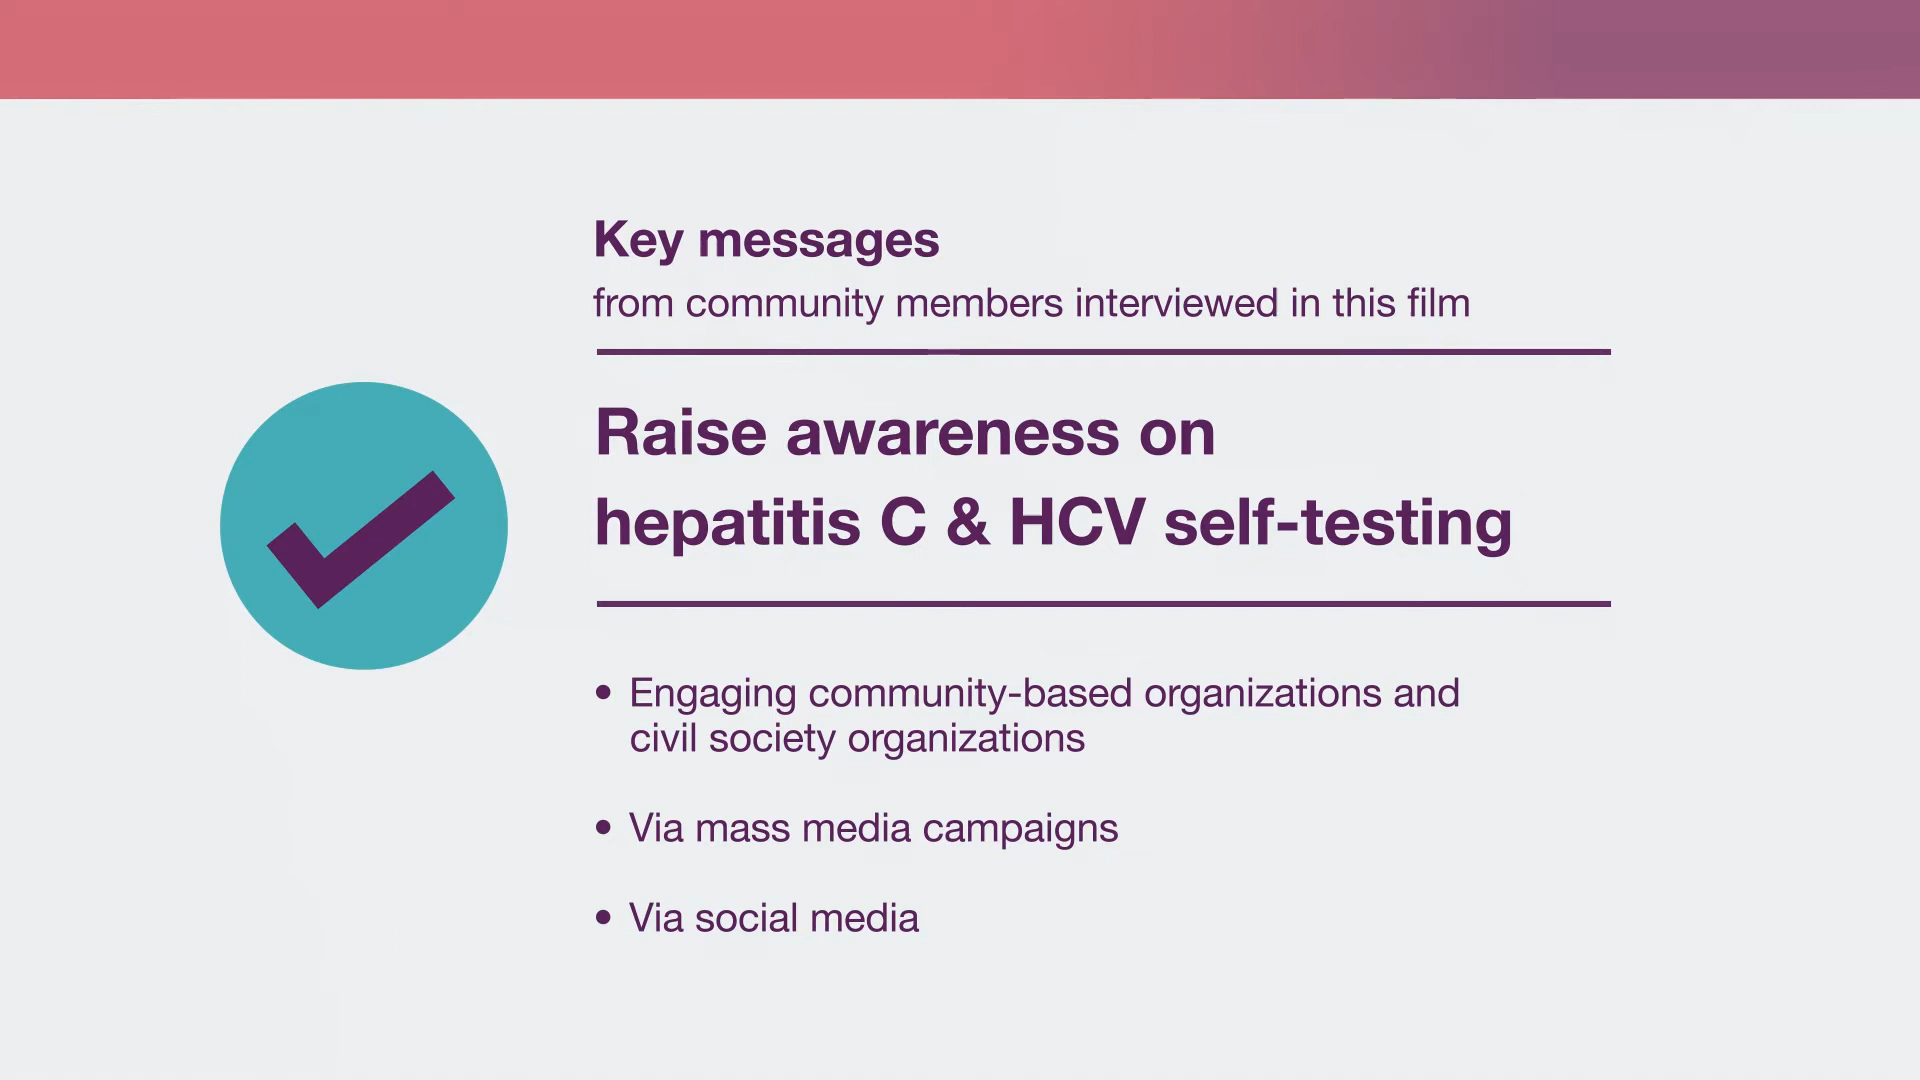 Key messages
from community members interviewed in this film
Raise awareness on
hepatitis C & HCV self-testing
• Engaging community-based organizations and
civil society organizations
• Via mass media campaigns
• Via social media